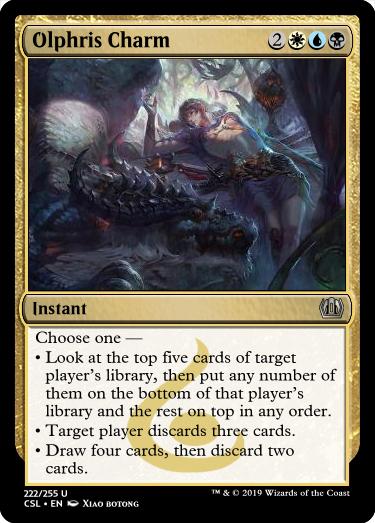 Olphris Charm 2
Instant
Choose one —
• Look at the top five cards of target
player's library, then put any number of
them on the bottom of that player's
library and the rest on top in any order.
• Target player discards three cards.
• Draw four cards, then discard two
cards.
222/255 U
CSL • EN Xiao botong
™ & © 2019 Wizards of the Coast